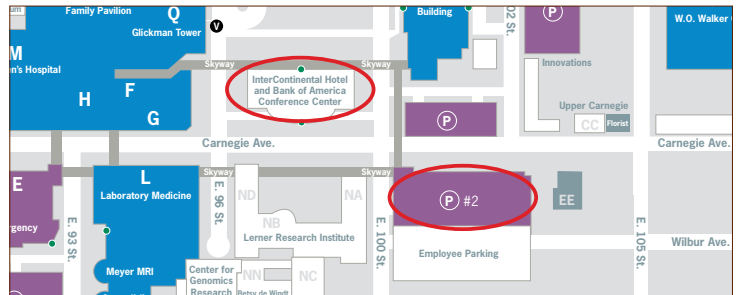 Family Pavilion
Q
Glickman Tower
V
M
n's Hospital
H
F
G
Skyway
Skyway
InterContinental Hotel
and Bank of America
Conference Center
Building
02 St.
P
Innovations
W.O. Walker
P
Upper Carnegie
CC
Florist
Carnegie Ave.
Carnegie Ave.
E
rgency
E. 93 St.
L
Laboratory Medicine
Skyway
Skyway
E. 96 St.
ND
NA
NB
Lerner Research Institute
E. 100 St.
P #2
EE
Employee Parking
E. 105 St.
Wilbur Ave.
Meyer MRI
Center for
Genomics
Research
NN
NC
Betsy de Windt
P